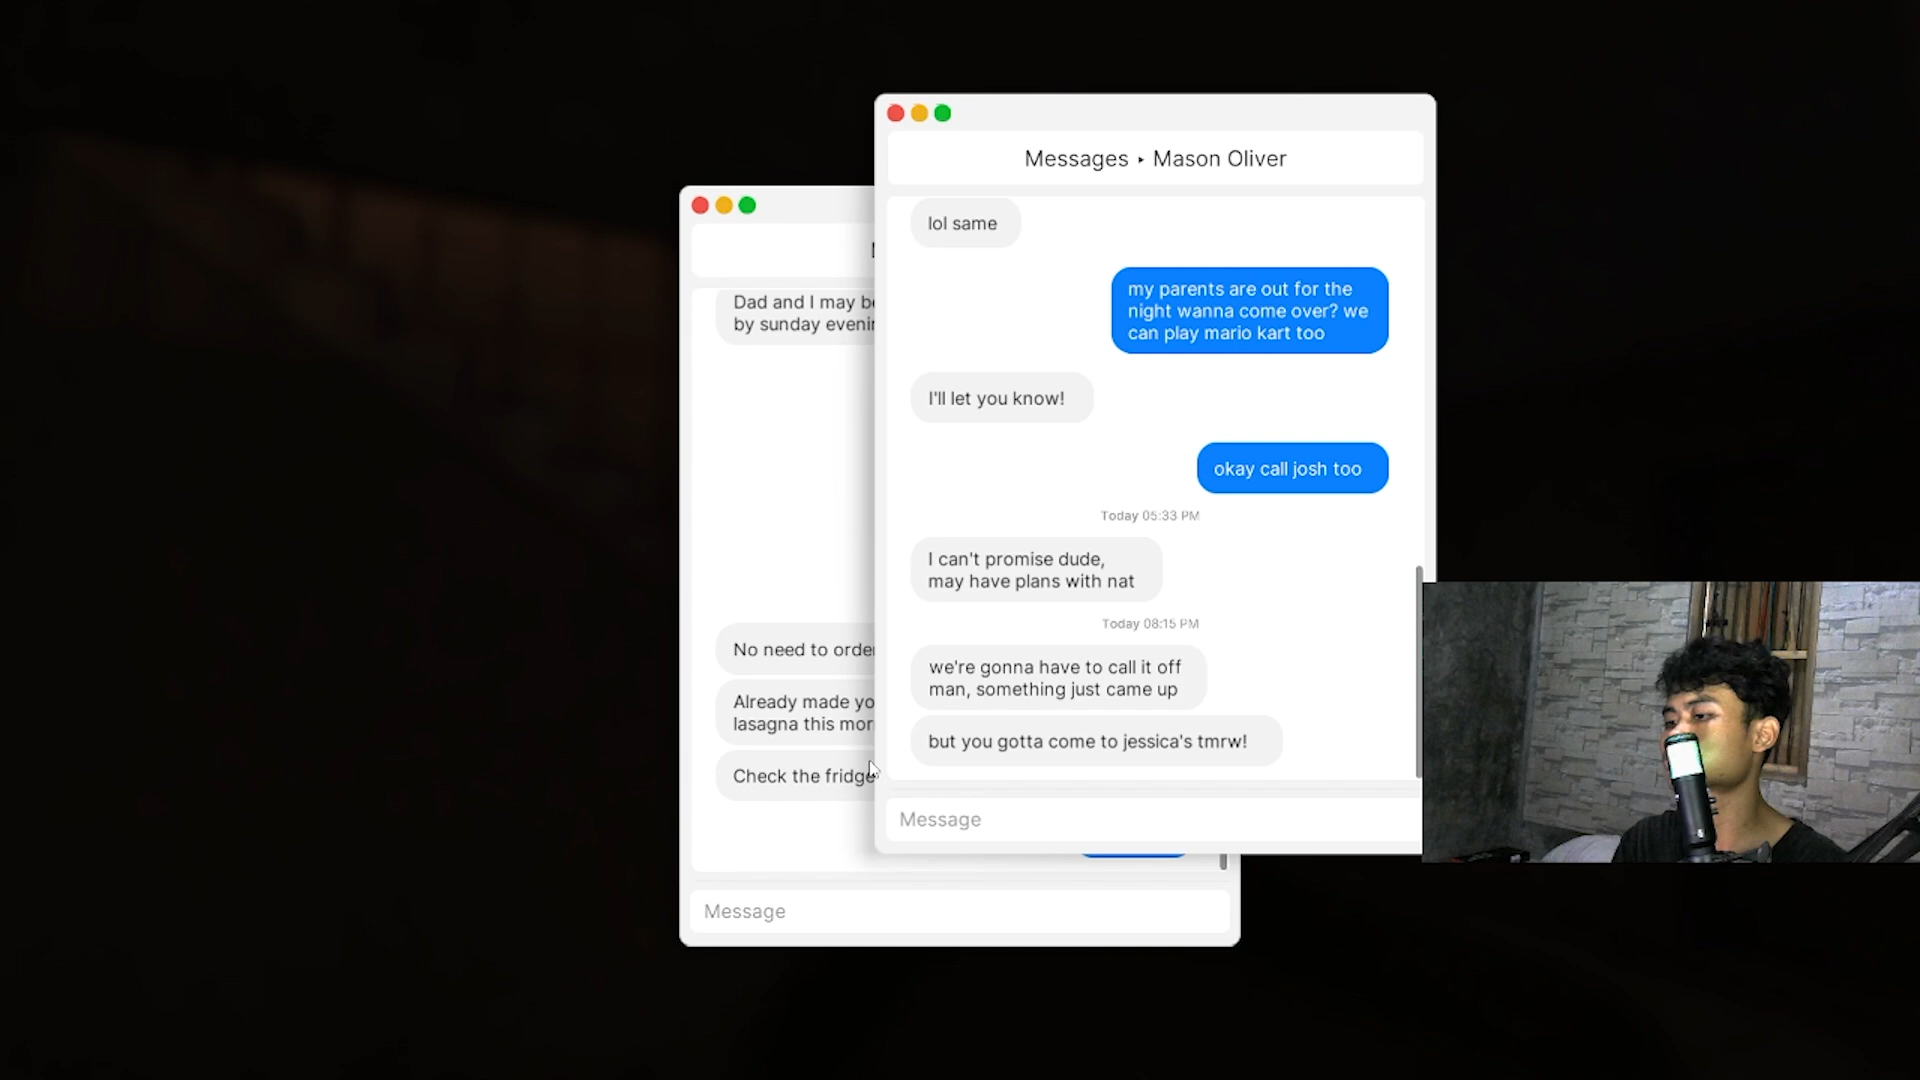 Messages ▸ Mason Oliver
lol same
my parents are out for the
night wanna come over? we
can play mario kart too
I'll let you know!
okay call josh too
Today 05:33 PM
I can't promise dude,
may have plans with nat
Today 08:15 PM
we're gonna have to call it off
man, something just came up
but you gotta come to jessica's tmrw!
Message
Dad and I may
by sunday
No need to
Already made
lasagna this
Check the fridge
Message